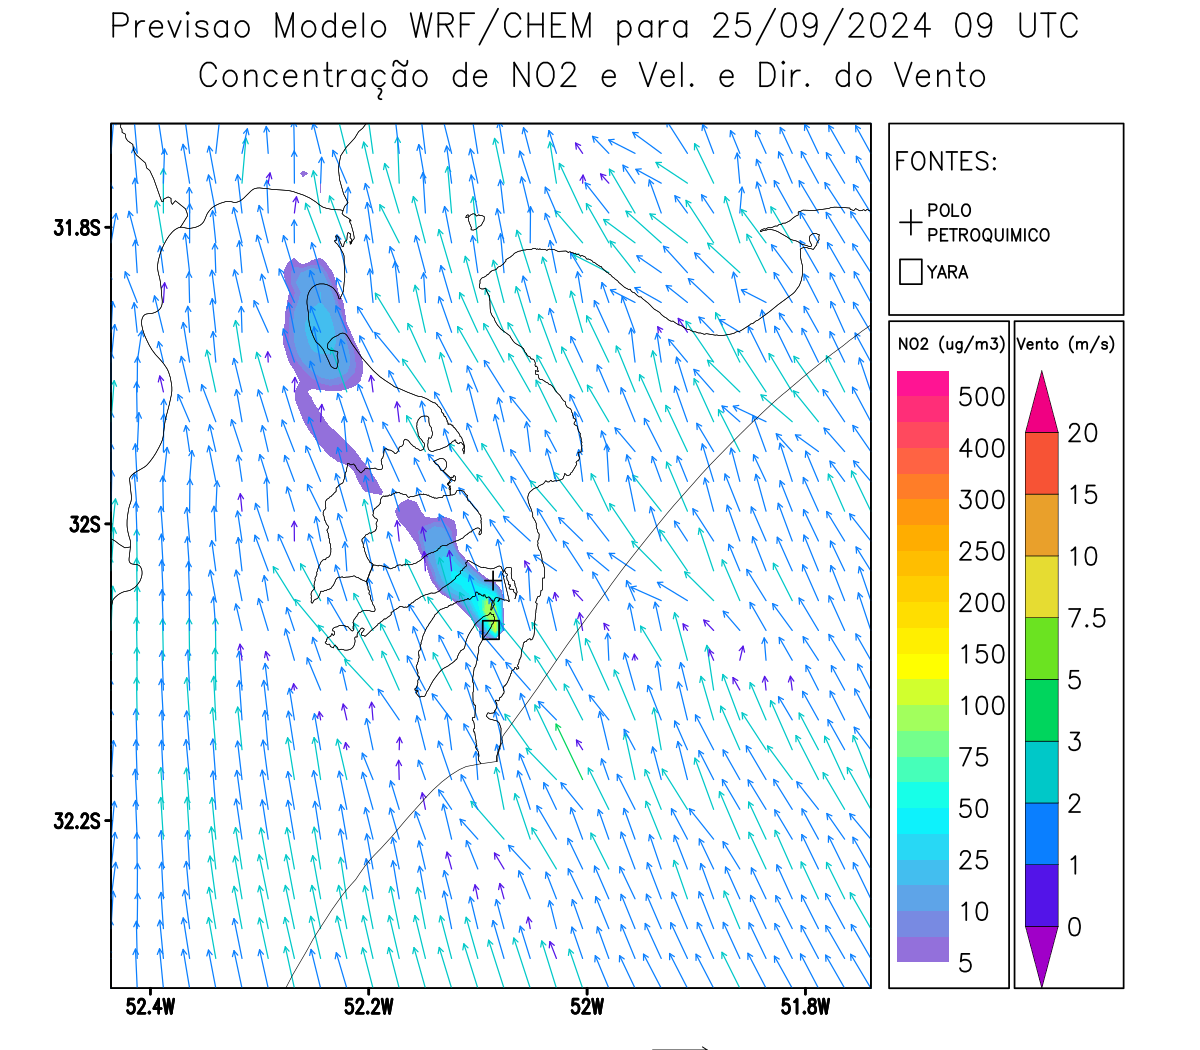 Previsao Modelo WRF/CHEM para 25/09/2024 09 UTC
Concentração de NO2 e Vel. e Dir. do Vento
FONTES:
POLO
PETROQUIMICO
YARA
NO2 (ug/m3)
500
400
300
250
200
150
100
75
50
25
10
5
Vento (m/s)
20
15
10
7.5
5
3
2
1
0
31.8S
32S
32.2S
52.4W
52.2W
52W
51.8W